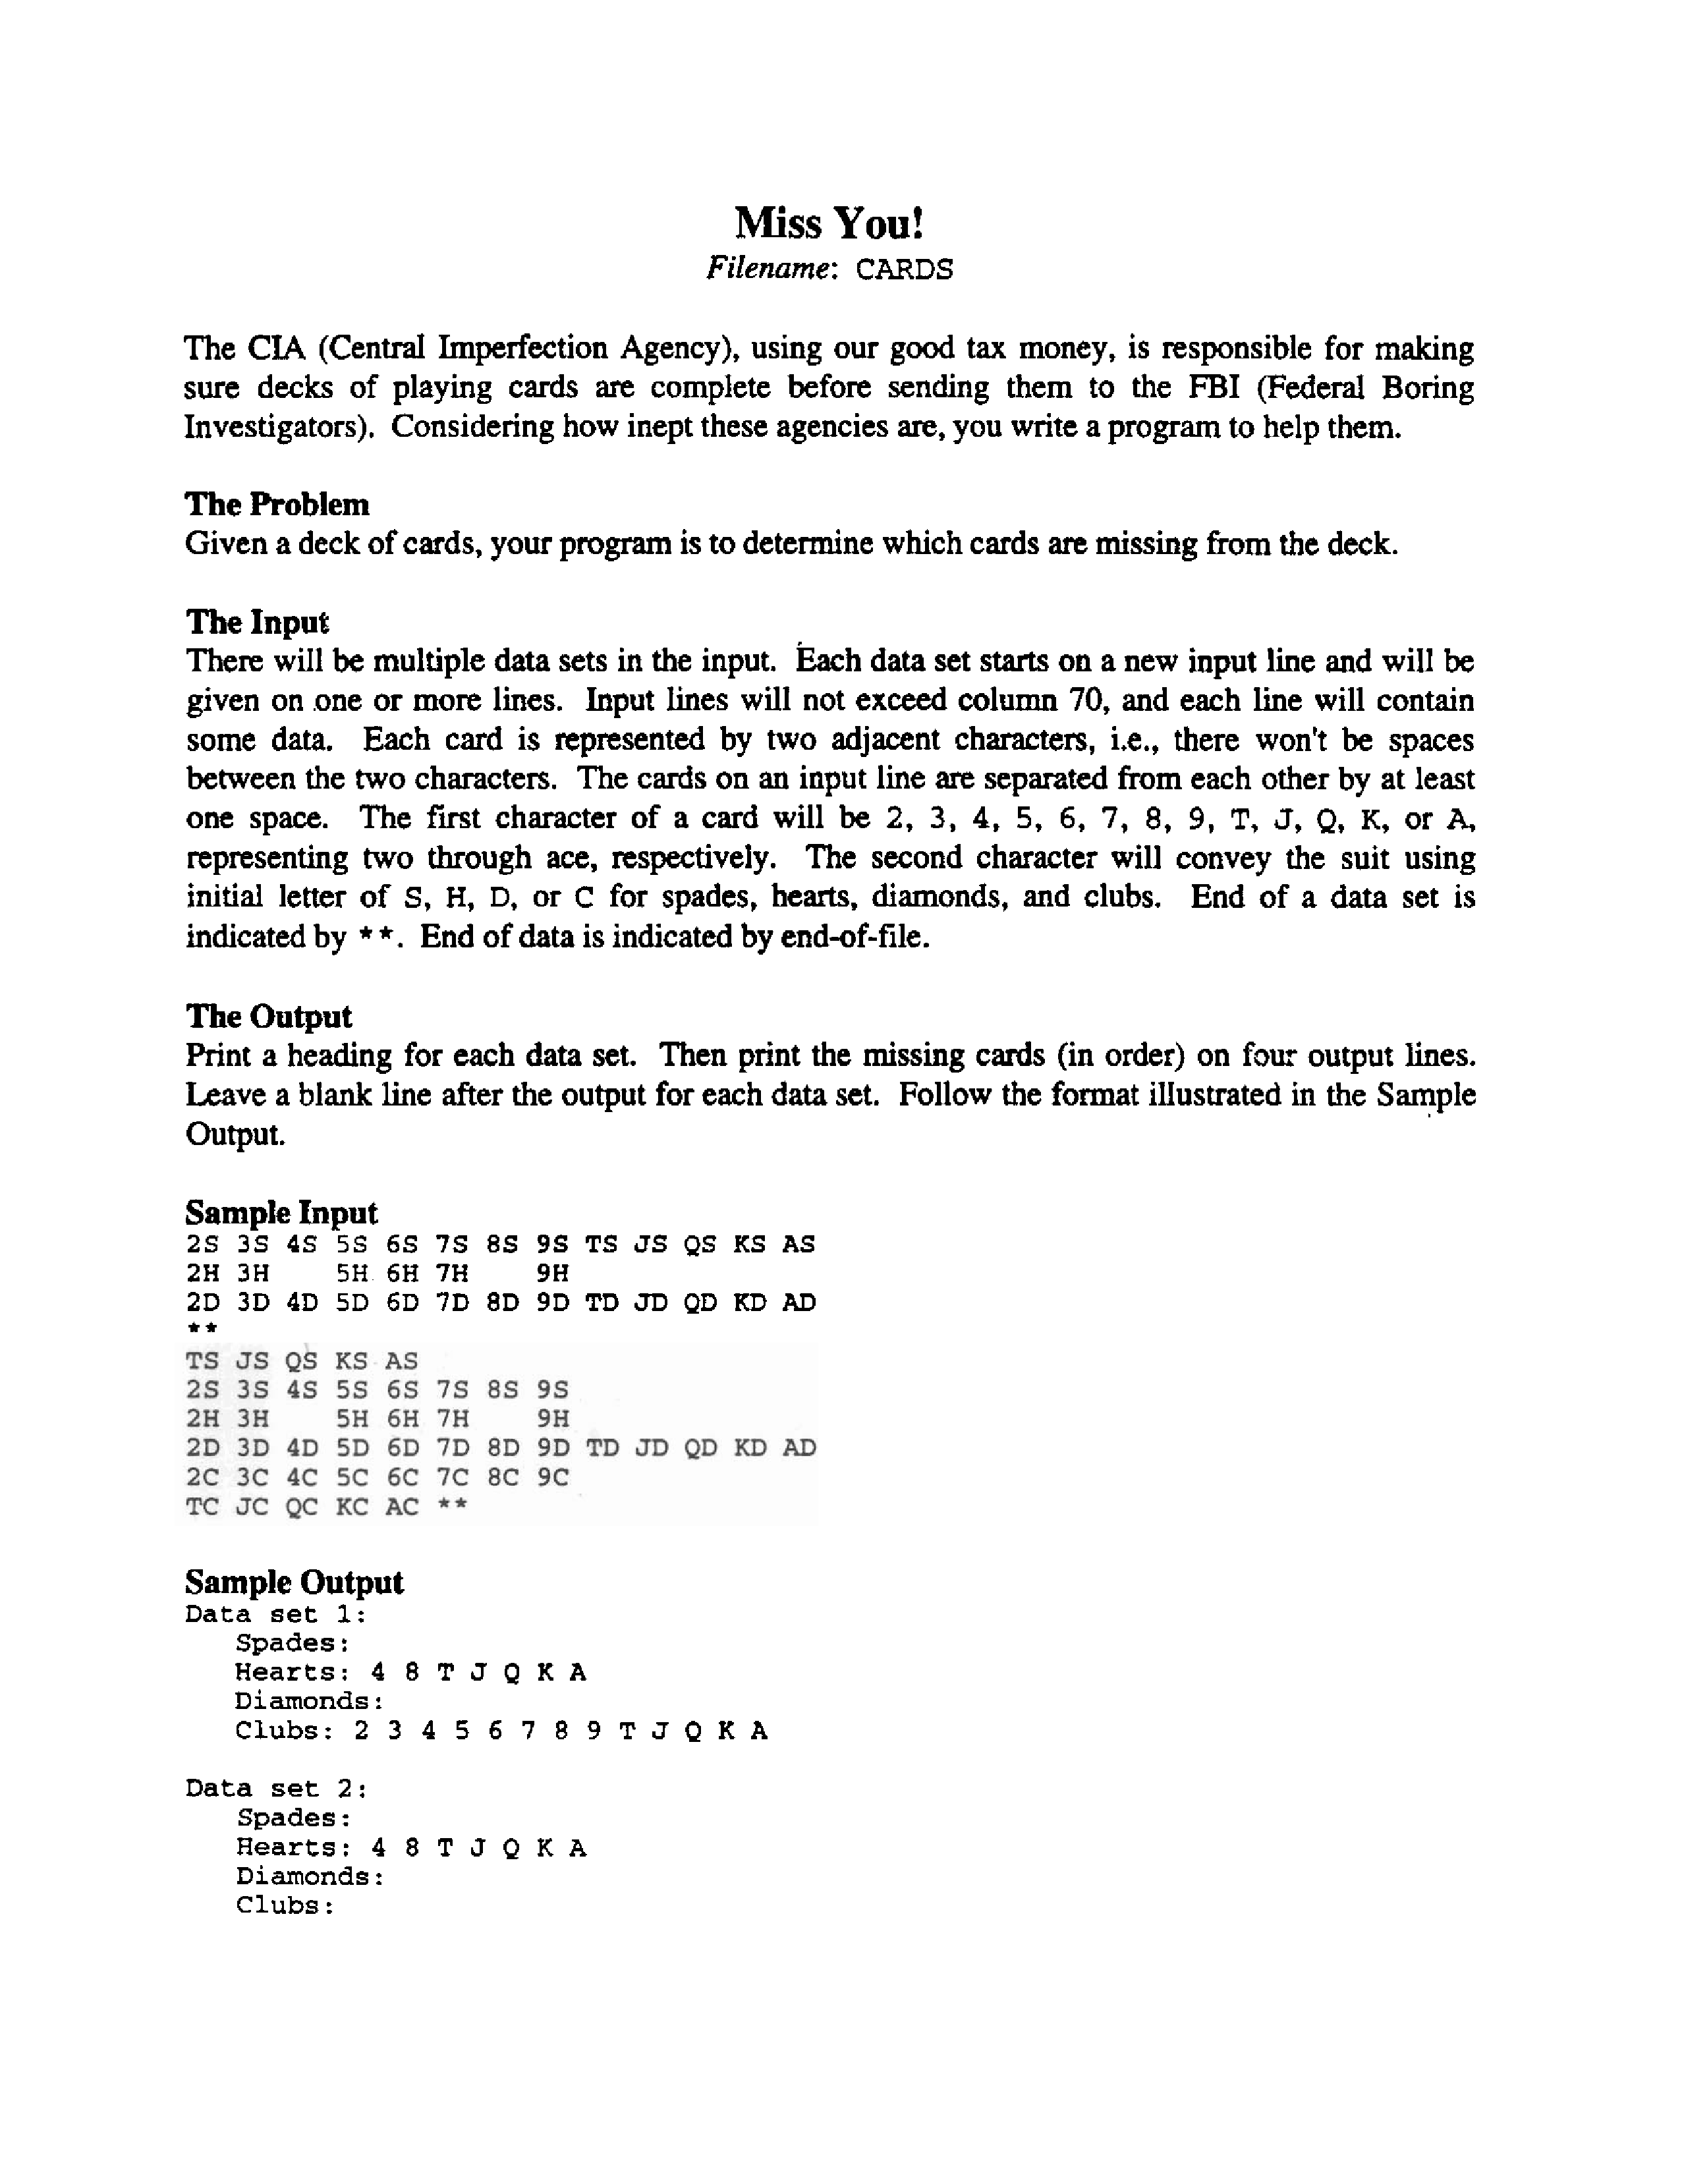 Miss You!
Filename: CARDS
The CIA (Central Imperfection Agency), using our good tax money, is responsible for making
sure decks of playing cards are complete before sending them to the FBI (Federal Boring
Investigators). Considering how inept these agencies are, you write a program to help them.
The Problem
Given a deck of cards, your program is to determine which cards are missing from the deck.
The Input
There will be multiple data sets in the input. Each data set starts on a new input line and will be
given on one or more lines. Input lines will not exceed column 70, and each line will contain
some data. Each card is represented by two adjacent characters, i.e., there won't be spaces
between the two characters. The cards on an input line are separated from each other by at least
one space. The first character of a card will be 2, 3, 4, 5, 6, 7, 8, 9, T, J, Q, K, or A,
representing two through ace, respectively. The second character will convey the suit using
initial letter of S, H, D, or C for spades, hearts, diamonds, and clubs. End of a data set is
indicated by **. End of data is indicated by end-of-file.
The Output
Print a heading for each data set. Then print the missing cards (in order) on four output lines.
Leave a blank line after the output for each data set. Follow the format illustrated in the Sample
Output.
Sample Input
2S 3S 4S 5S 6S 7S 8S 9S TS JS QS KS AS
2H 3H    5H 6H 7H    9H
2D 3D 4D 5D 6D 7D 8D 9D TD JD QD KD AD
**
TS JS QS KS AS
2S 3S 4S 5S 6S 7S 8S 9S
2H 3H    5H 6H 7H    9H
2D 3D 4D 5D 6D 7D 8D 9D TD JD QD KD AD
2C 3C 4C 5C 6C 7C 8C 9C
TC JC QC KC AC **
Sample Output
Data set 1:
   Spades:
   Hearts: 4 8 T J Q K A
   Diamonds:
   Clubs: 2 3 4 5 6 7 8 9 T J Q K A
Data set 2:
   Spades:
   Hearts: 4 8 T J Q K A
   Diamonds:
   Clubs: